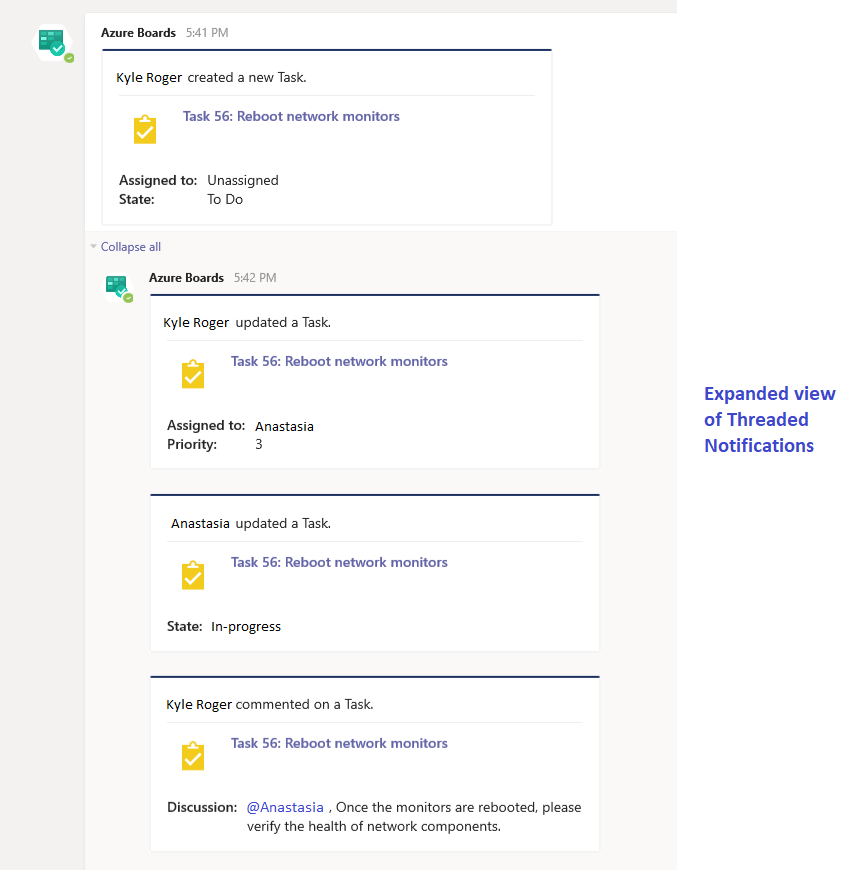 Azure Boards 5:41 PM
Kyle Roger created a new Task.
Task 56: Reboot network monitors
Assigned to: Unassigned
State: To Do
Collapse all
Azure Boards 5:42 PM
Kyle Roger updated a Task.
Task 56: Reboot network monitors
Assigned to: Anastasia
Priority: 3
Expanded view
of Threaded
Notifications
Anastasia updated a Task.
Task 56: Reboot network monitors
State: In-progress
Kyle Roger commented on a Task.
Task 56: Reboot network monitors
Discussion: @Anastasia , Once the monitors are rebooted, please
verify the health of network components.